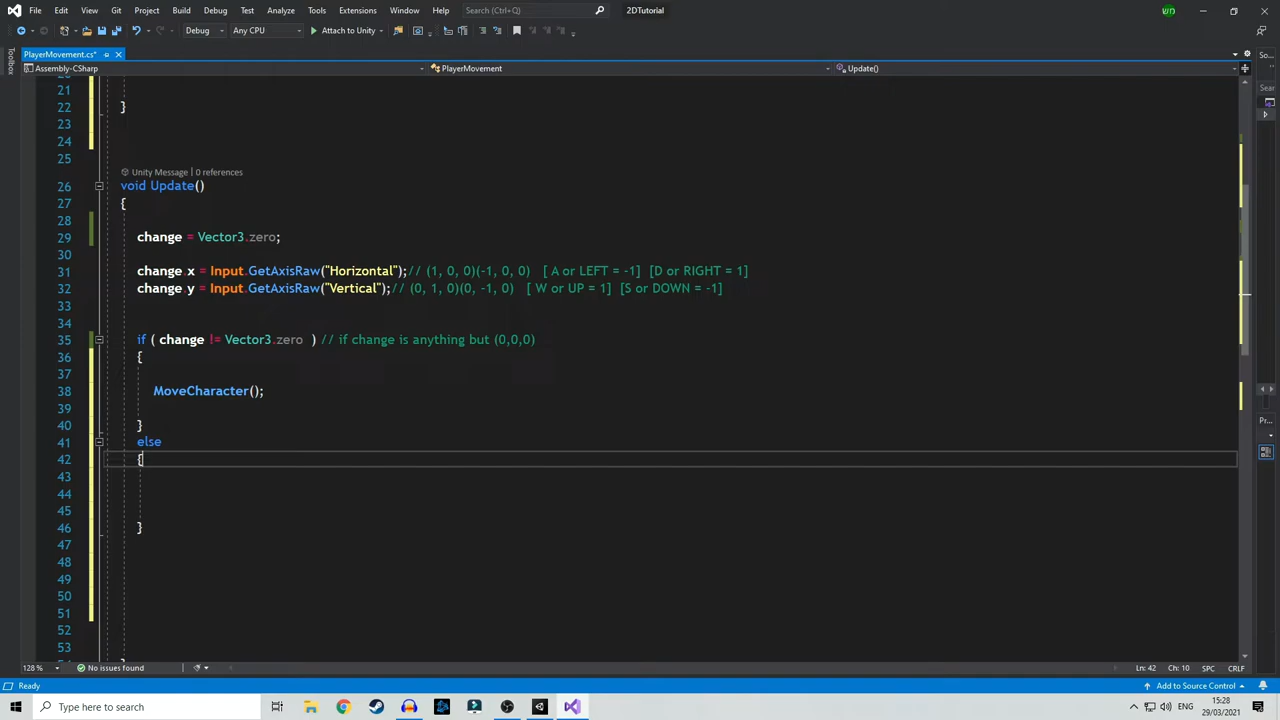 File Edit View Git Project Build Debug Test Analyze Tools Extensions Window Help Search (Ctrl+Q) 2DTutorial
Debug Any CPU Attach to Unity
PlayerMovement.cs*
Toolbox
Assembly-CSharp PlayerMovement Update()
21
22 }
23
24
25
Unity Message | 0 references
26 void Update()
27 {
28
29 change = Vector3.zero;
30
31 change.x = Input.GetAxisRaw("Horizontal");// (1, 0, 0)(-1, 0, 0) [ A or LEFT = -1] [D or RIGHT = 1]
32 change.y = Input.GetAxisRaw("Vertical");// (0, 1, 0)(0, -1, 0) [ W or UP = 1] [S or DOWN = -1]
33
34
35 if ( change != Vector3.zero ) // if change is anything but (0,0,0)
36 {
37
38 MoveCharacter();
39
40 }
41 else
42 {
43
44
45
46 }
47
48
49
50
51
52
53
So...
Sear
Pr...
128 % No issues found Ln: 42 Ch: 10 SPC CRLF
Ready Add to Source Control
Type here to search ENG 15:28
29/03/2021